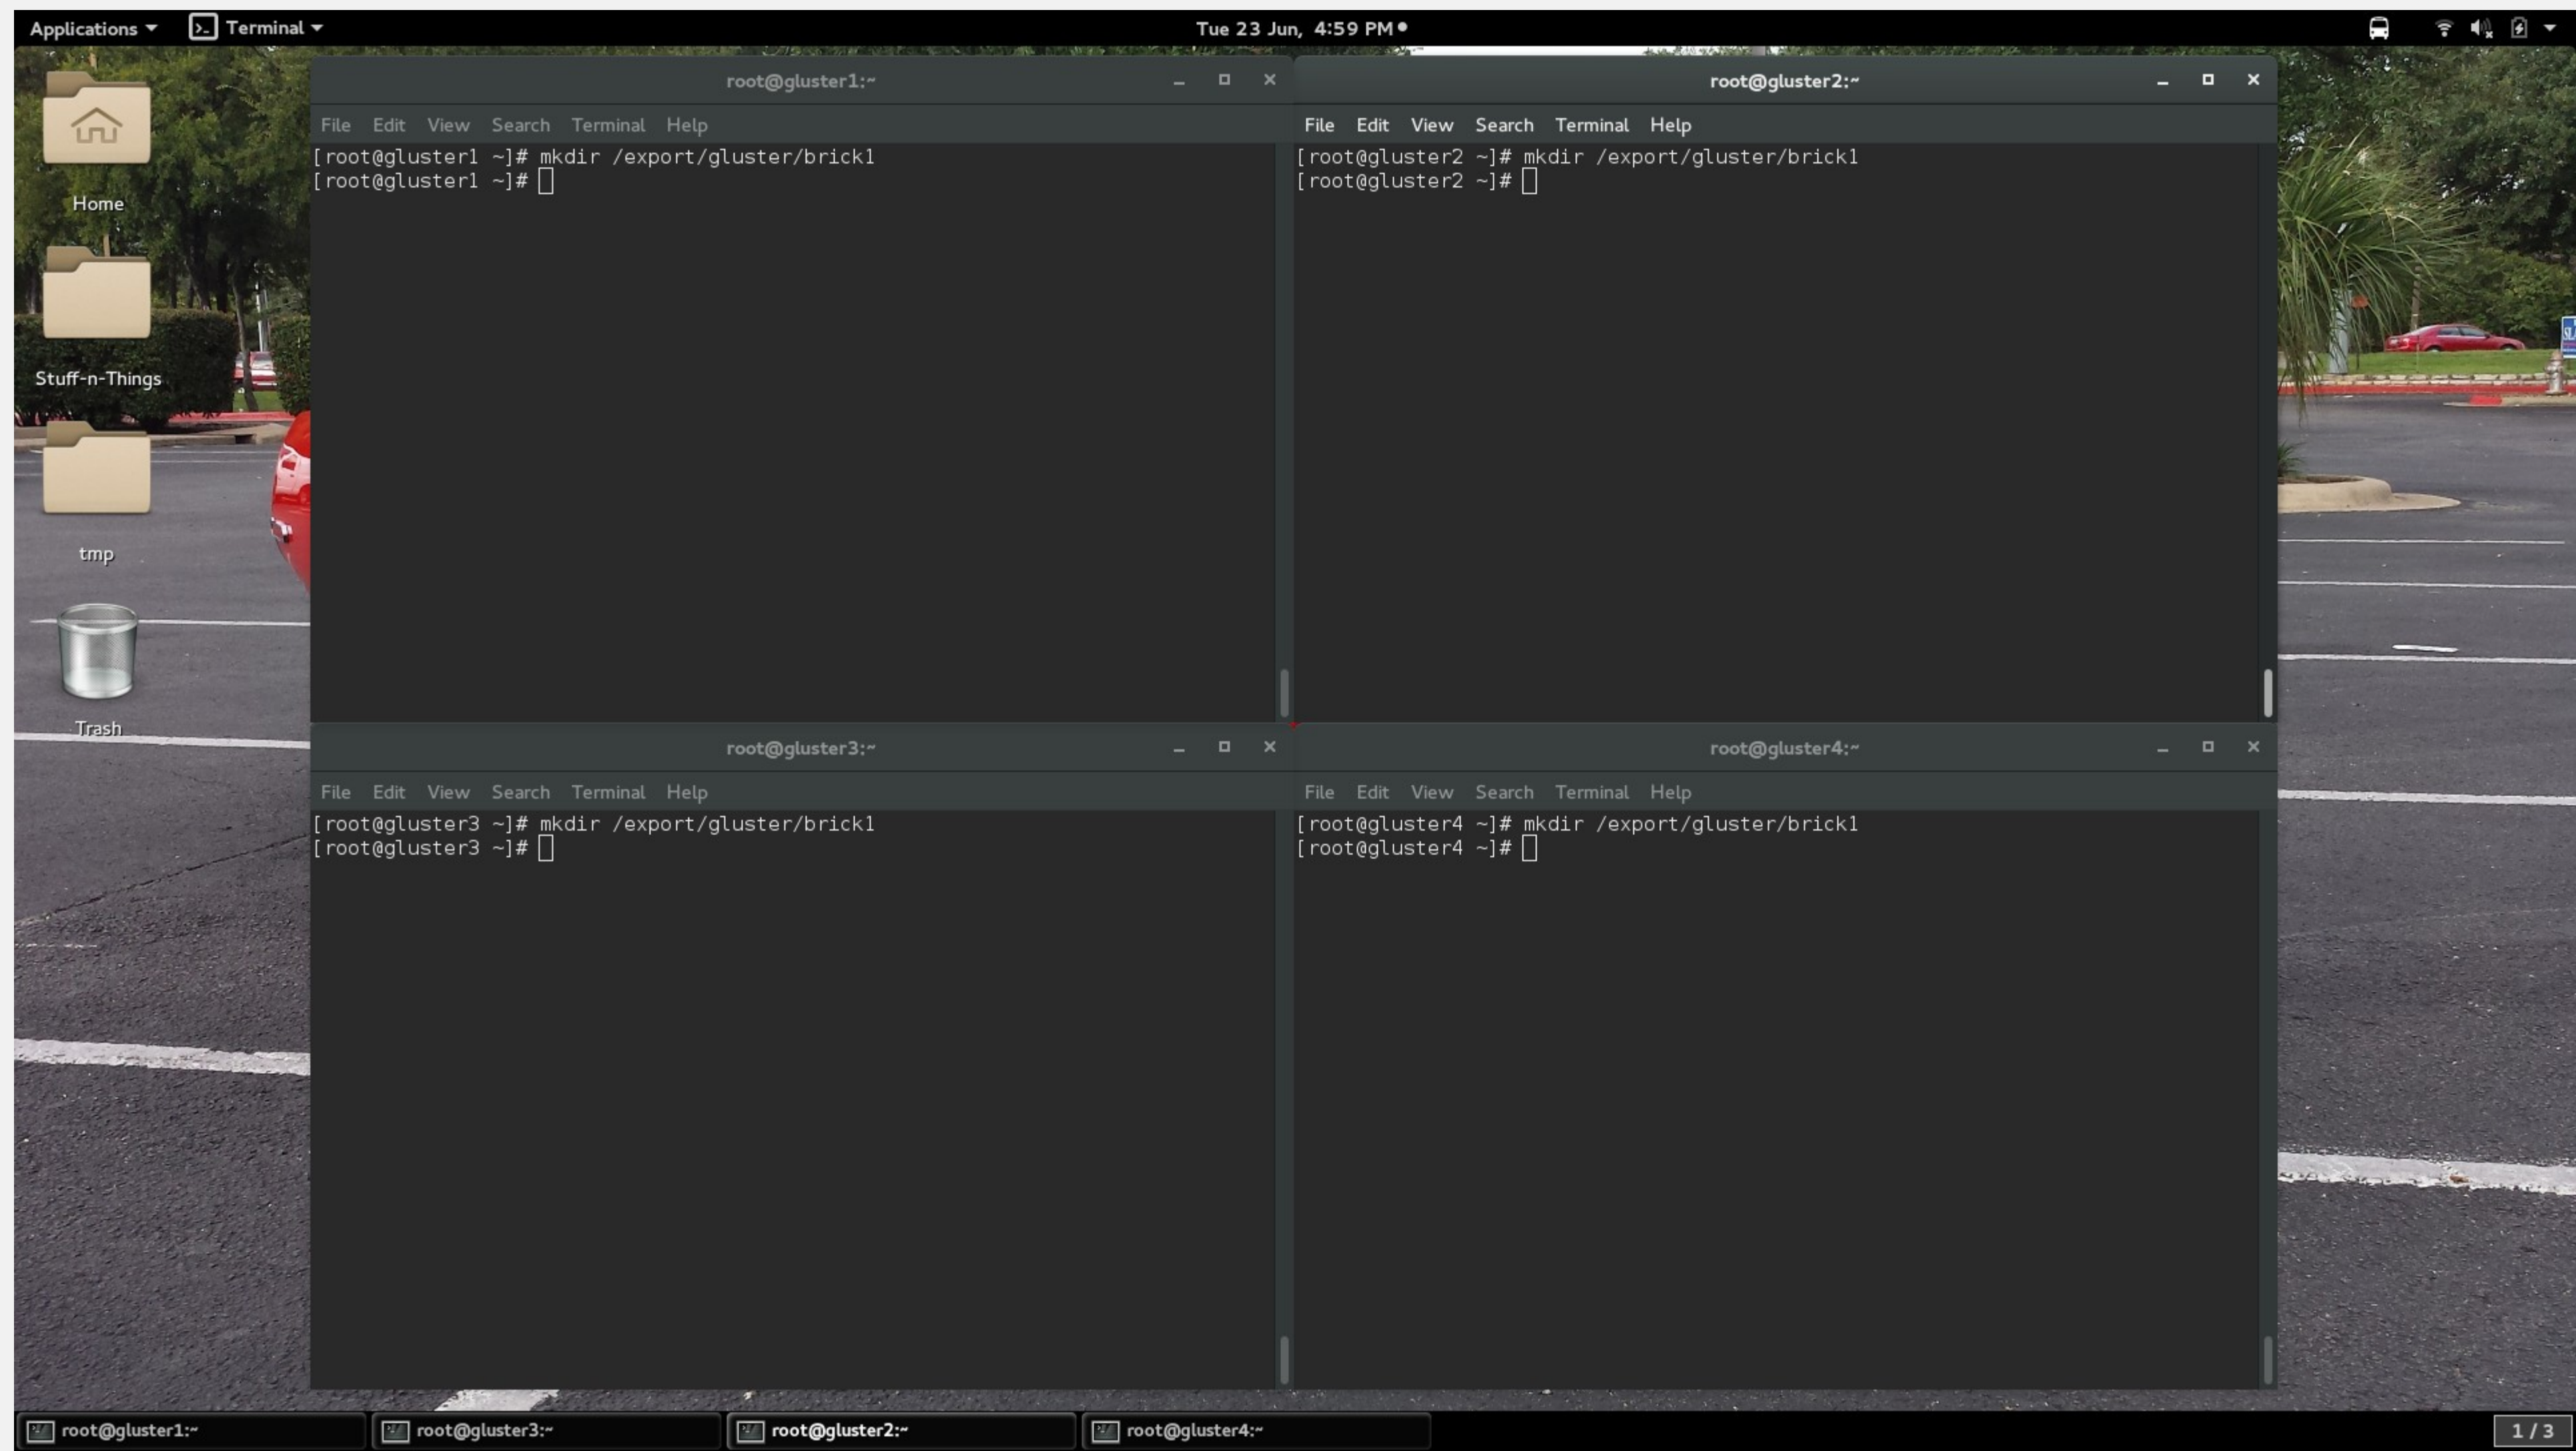 Applications Terminal Tue 23 Jun, 4:59 PM
Home
Stuff-n-Things
tmp
Trash
root@gluster1:~
File Edit View Search Terminal Help
[root@gluster1 ~]# mkdir /export/gluster/brick1
[root@gluster1 ~]#
root@gluster2:~
File Edit View Search Terminal Help
[root@gluster2 ~]# mkdir /export/gluster/brick1
[root@gluster2 ~]#
root@gluster3:~
File Edit View Search Terminal Help
[root@gluster3 ~]# mkdir /export/gluster/brick1
[root@gluster3 ~]#
root@gluster4:~
File Edit View Search Terminal Help
[root@gluster4 ~]# mkdir /export/gluster/brick1
[root@gluster4 ~]#
root@gluster1:~ root@gluster3:~ root@gluster2:~ root@gluster4:~ 1 / 3